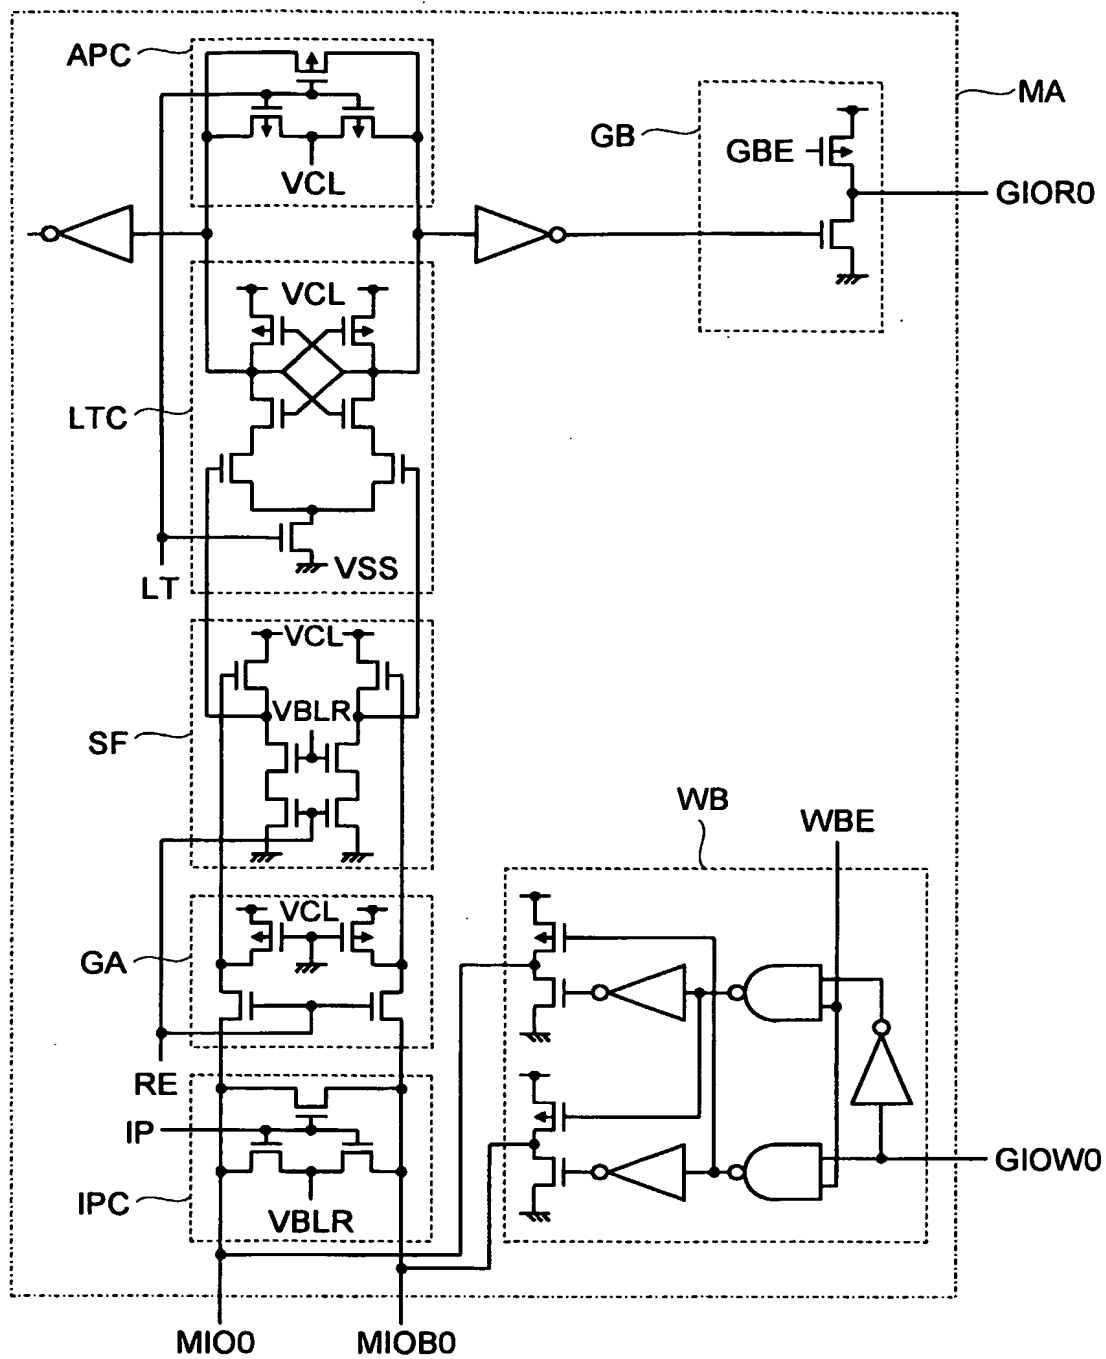 APC
MA
GB
GBE
VCL
GIOR0
VCL
LTC
VSS
LT
VCL
VBLR
SF
WB
WBE
VCL
GA
RE
IP
GIOW0
IPC
VBLR
MIO0
MIOB0